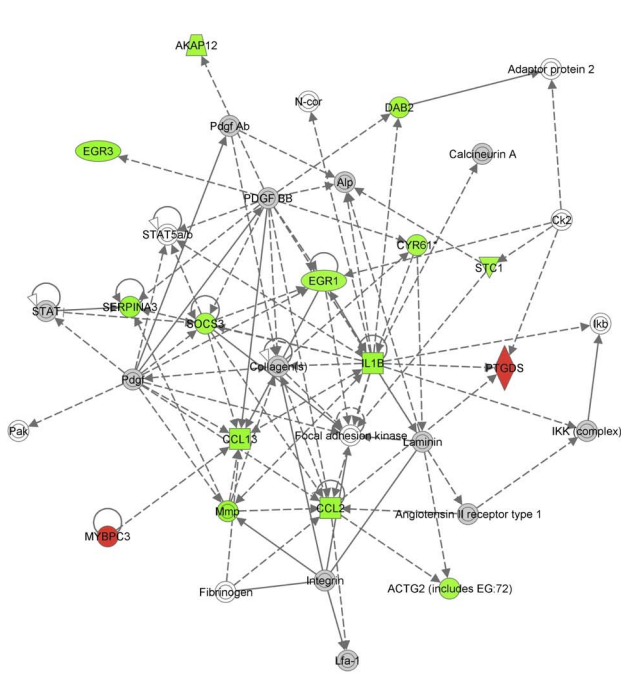 AKAP12
Adaptor protein 2
N-cor
DAB2
Pdgf Ab
EGR3
Calcineurin A
Alp
PDGF BB
Ck2
STAT5a/b
CYR61*
STC1
EGR1
STAT
SERPINA3
SOCS3
Ikb
IL1B
Collagen(s)
PTGDS
Pdgf
Pak
CCL13
Focal adhesion kinase
Laminin
IKK (complex)
Mmp
CCL2
Angiotensin II receptor type 1
MYBPC3
Integrin
Fibrinogen
ACTG2 (includes EG:72)
Lfa-1